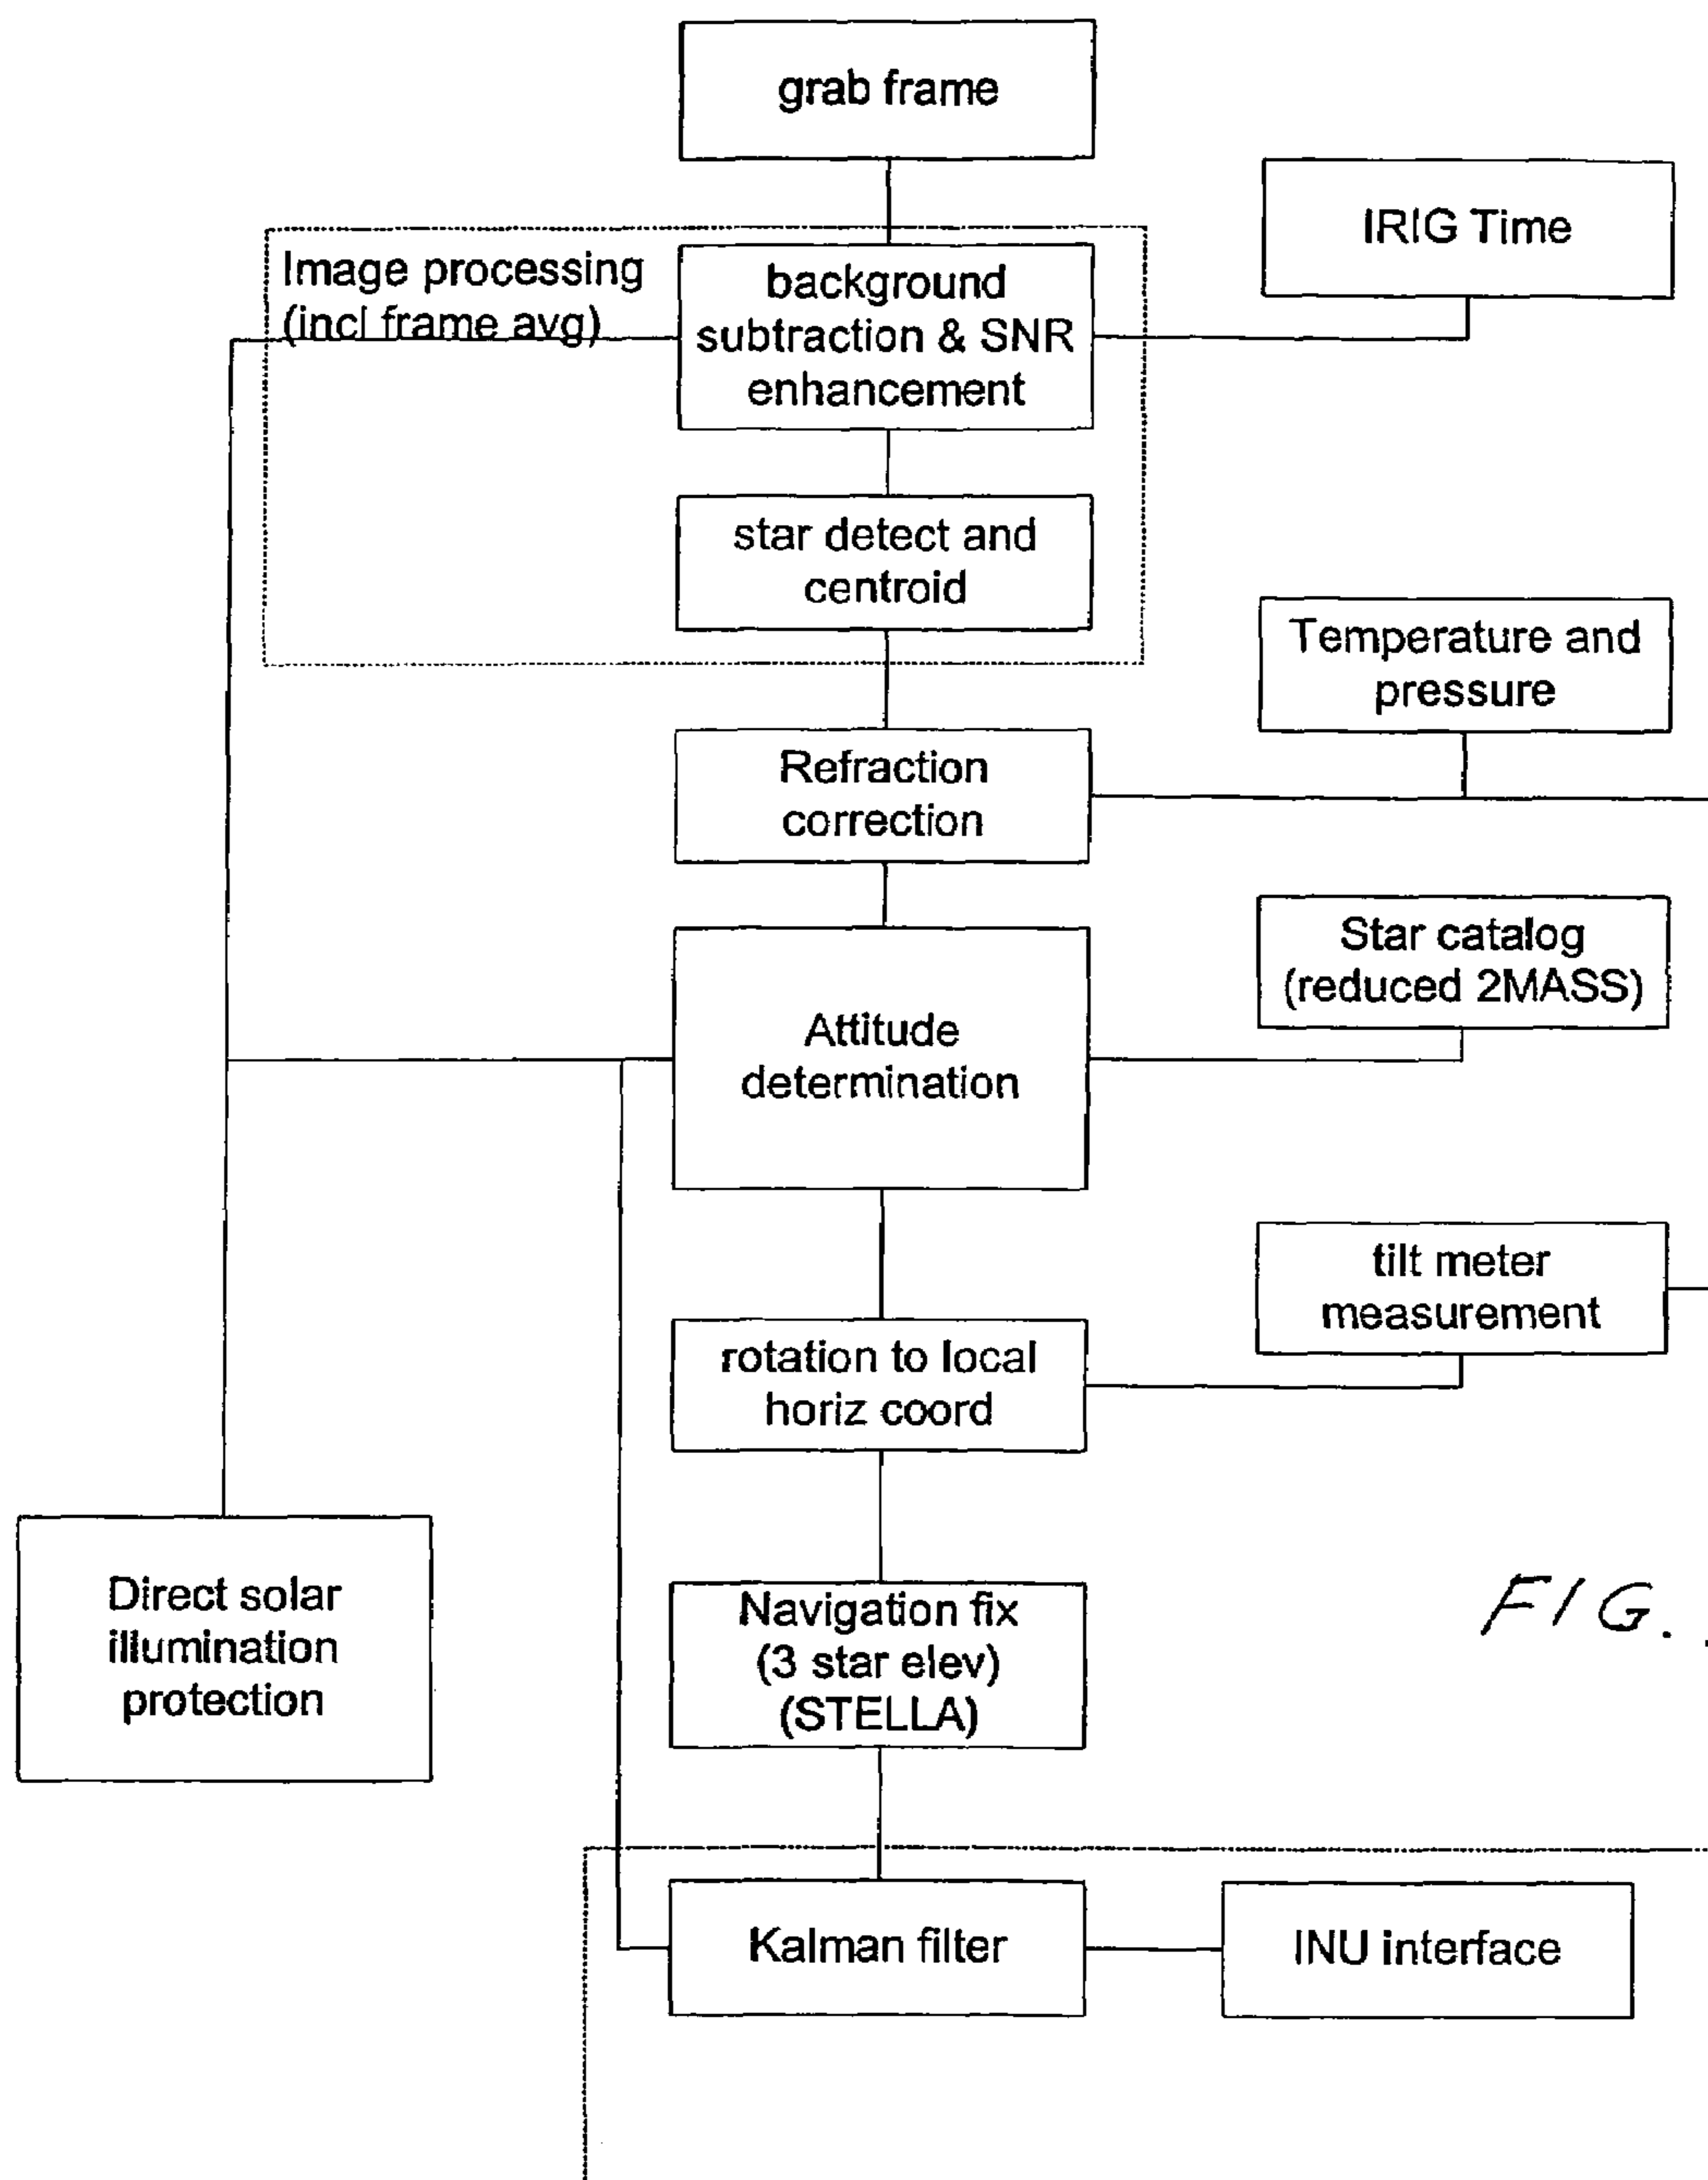 grab frame
IRIG Time
Image processing
(incl frame avg)
background
subtraction & SNR
enhancement
star detect and
centroid
Temperature and
pressure
Refraction
correction
Star catalog
(reduced 2MASS)
Attitude
determination
tilt meter
measurement
rotation to local
horiz coord
Direct solar
illumination
protection
Navigation fix
(3 star elev)
(STELLA)
FIG.
Kalman filter
INU interface